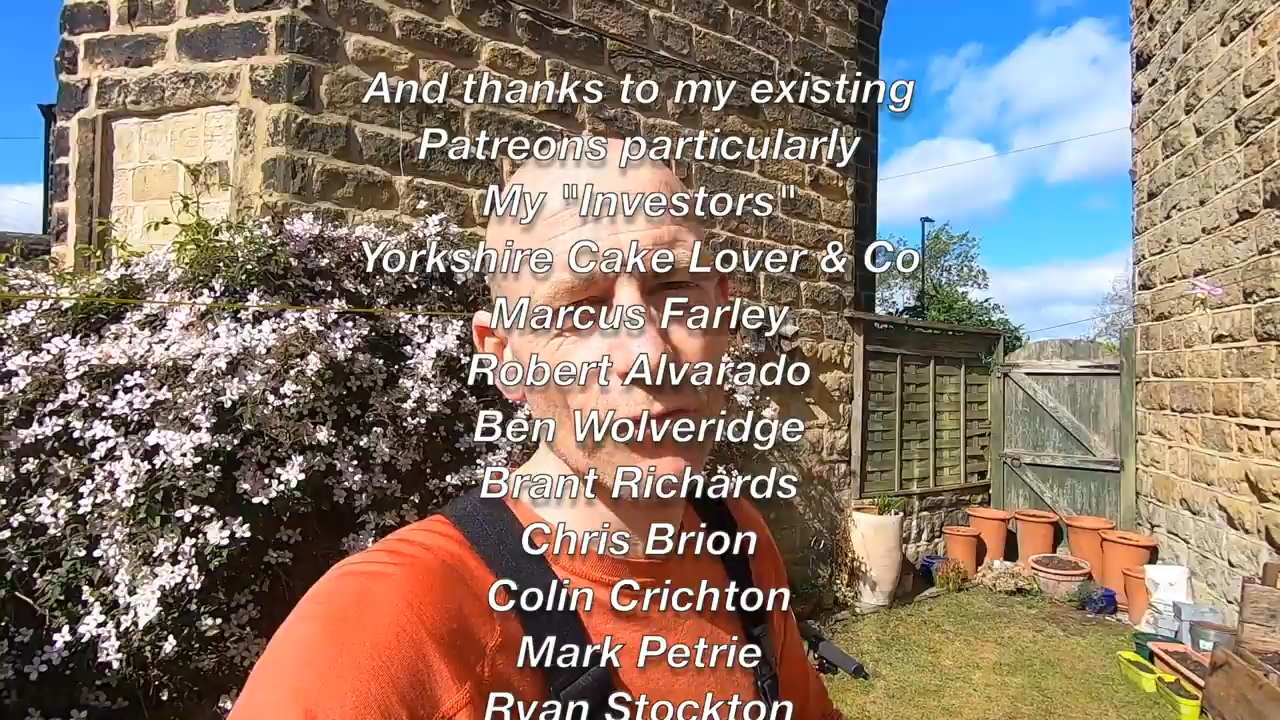 And thanks to my existing
Patreons particularly
My "Investors"
Yorkshire Cake Lover & Co
Marcus Farley
Robert Alvarado
Ben Wolveridge
Brant Richards
Chris Brion
Colin Crichton
Mark Petrie
Ryan Stockton